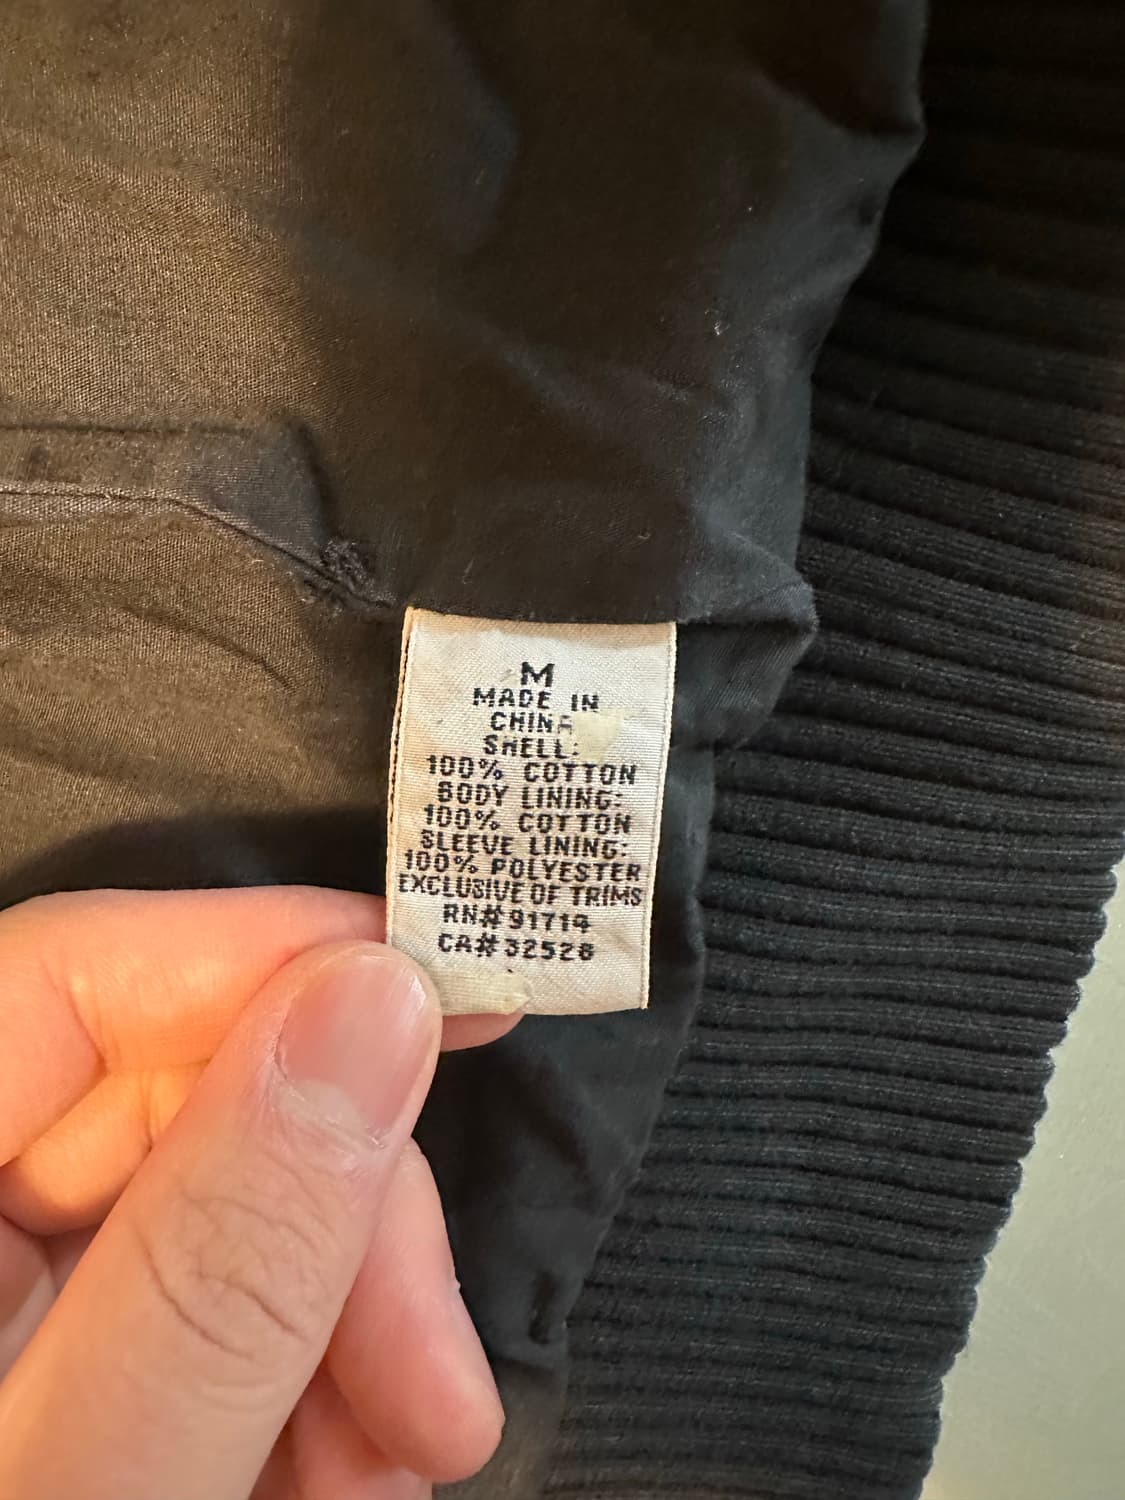 M
MADE IN
CHINA
SHELL:
100% COTTON
BODY LINING:
100% COTTON
SLEEVE LINING:
100% POLYESTER
EXCLUSIVE OF TRIMS
RN# 91714
CA# 32528